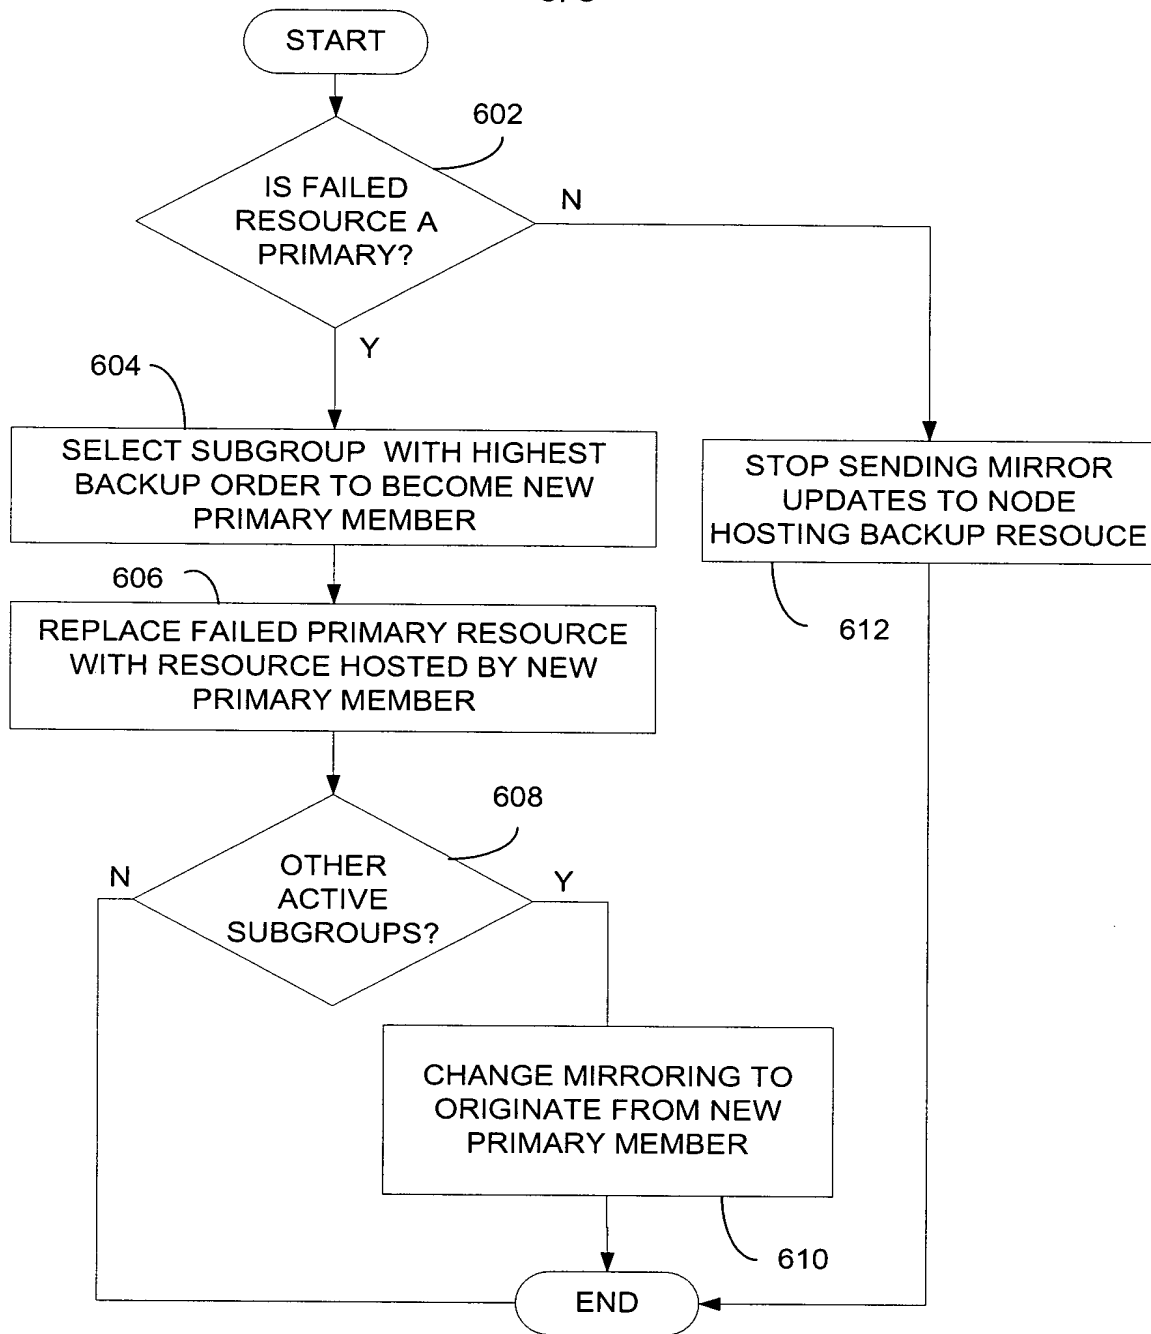 START
602
IS FAILED
RESOURCE A
PRIMARY?
N
Y
604
SELECT SUBGROUP WITH HIGHEST
BACKUP ORDER TO BECOME NEW
PRIMARY MEMBER
STOP SENDING MIRROR
UPDATES TO NODE
HOSTING BACKUP RESOUCE
606
612
REPLACE FAILED PRIMARY RESOURCE
WITH RESOURCE HOSTED BY NEW
PRIMARY MEMBER
608
OTHER
ACTIVE
SUBGROUPS?
N
Y
CHANGE MIRRORING TO
ORIGINATE FROM NEW
PRIMARY MEMBER
610
END